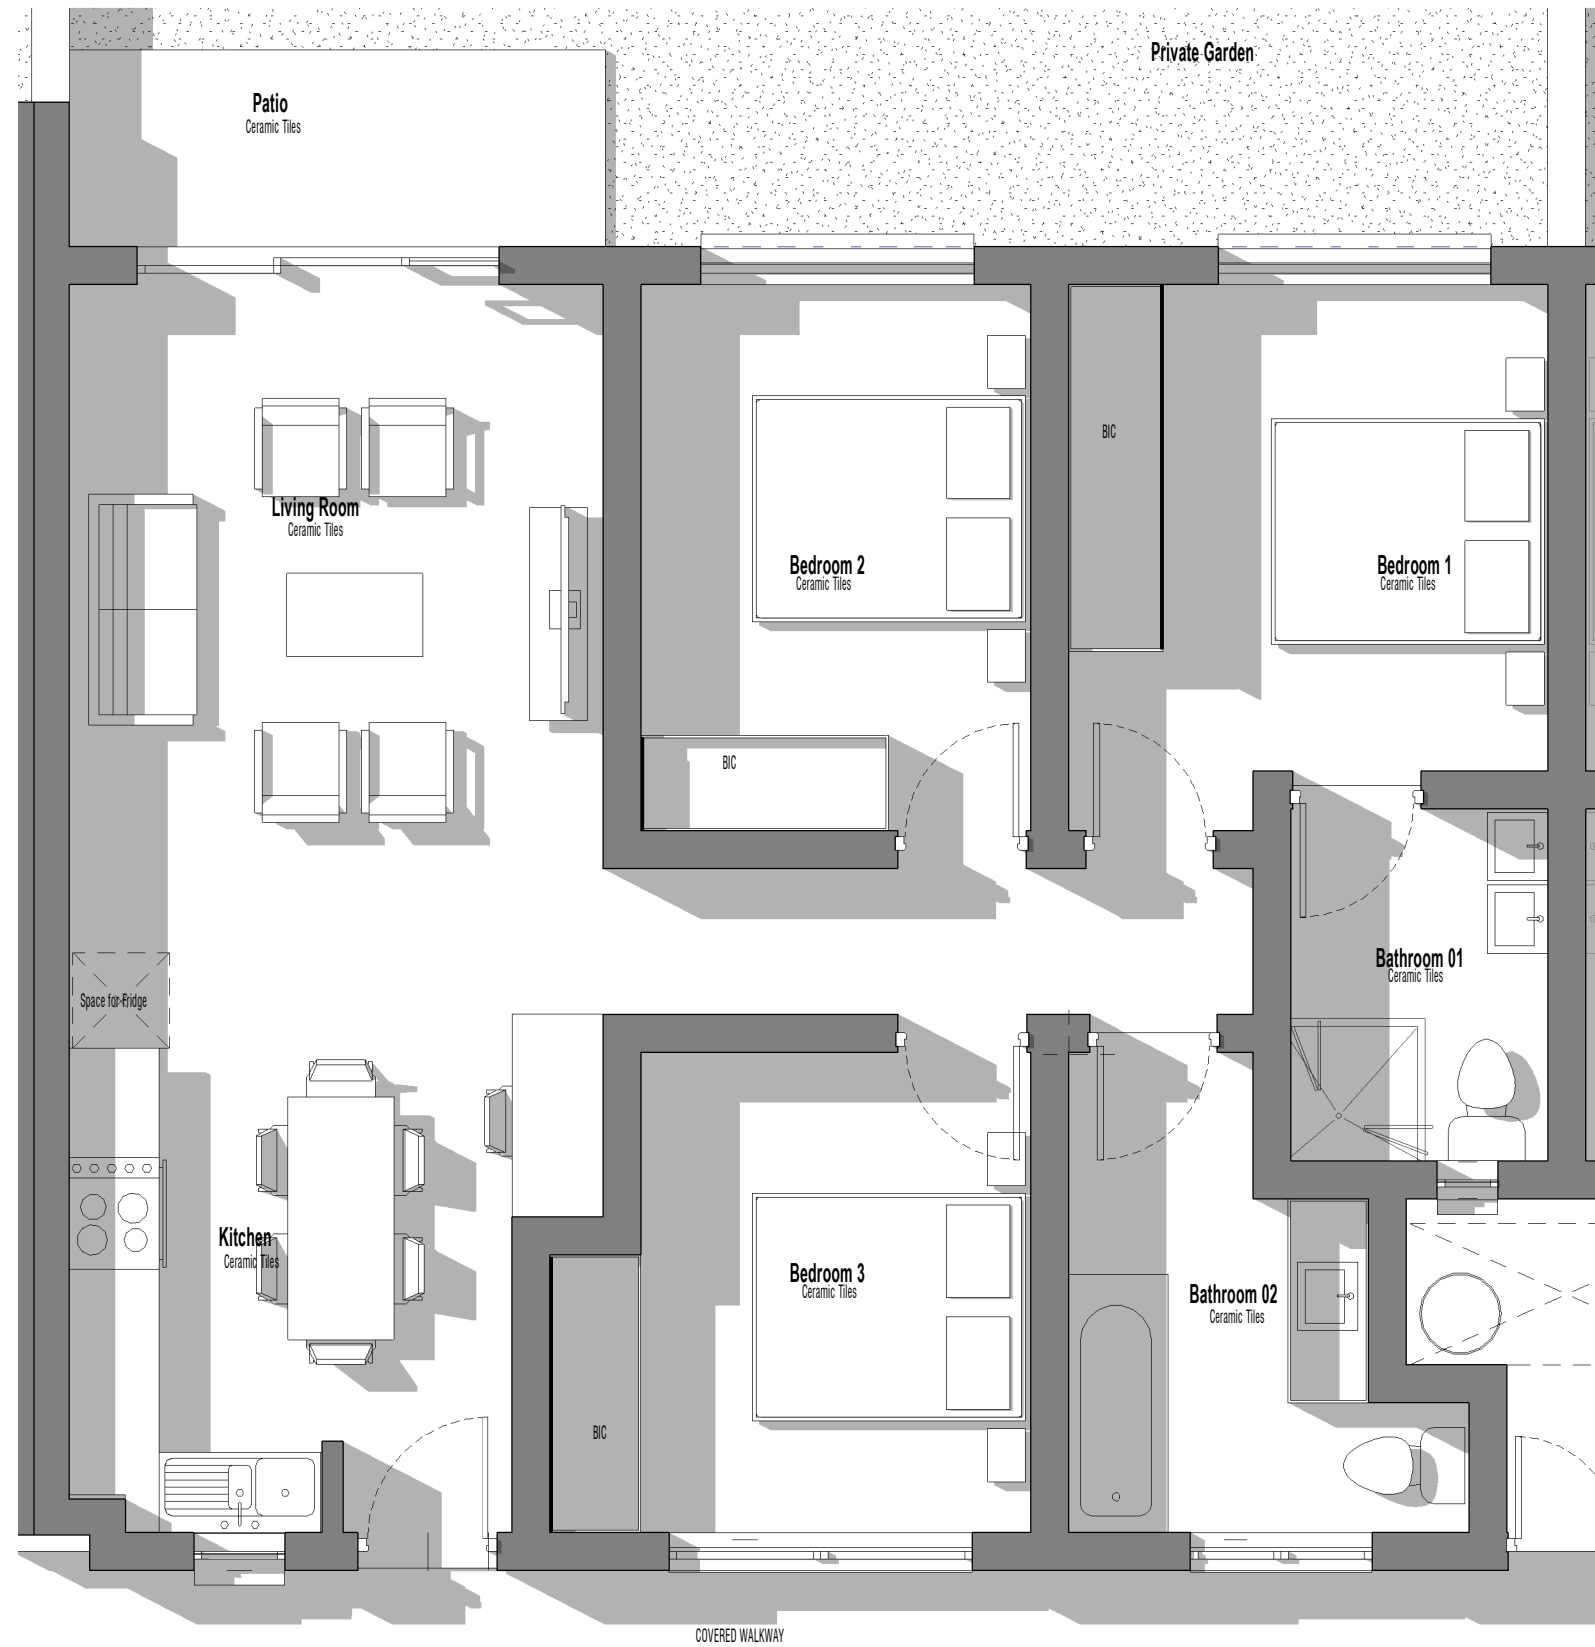 Private Garden
Patio
Ceramic Tiles
BIC
Living Room
Ceramic Tiles
Bedroom 2
Ceramic Tiles
Bedroom 1
Ceramic Tiles
BIC
Bathroom 01
Ceramic Tiles
Space for Fridge
Kitchen
Ceramic Tiles
Bedroom 3
Ceramic Tiles
Bathroom 02
Ceramic Tiles
BIC
COVERED WALKWAY